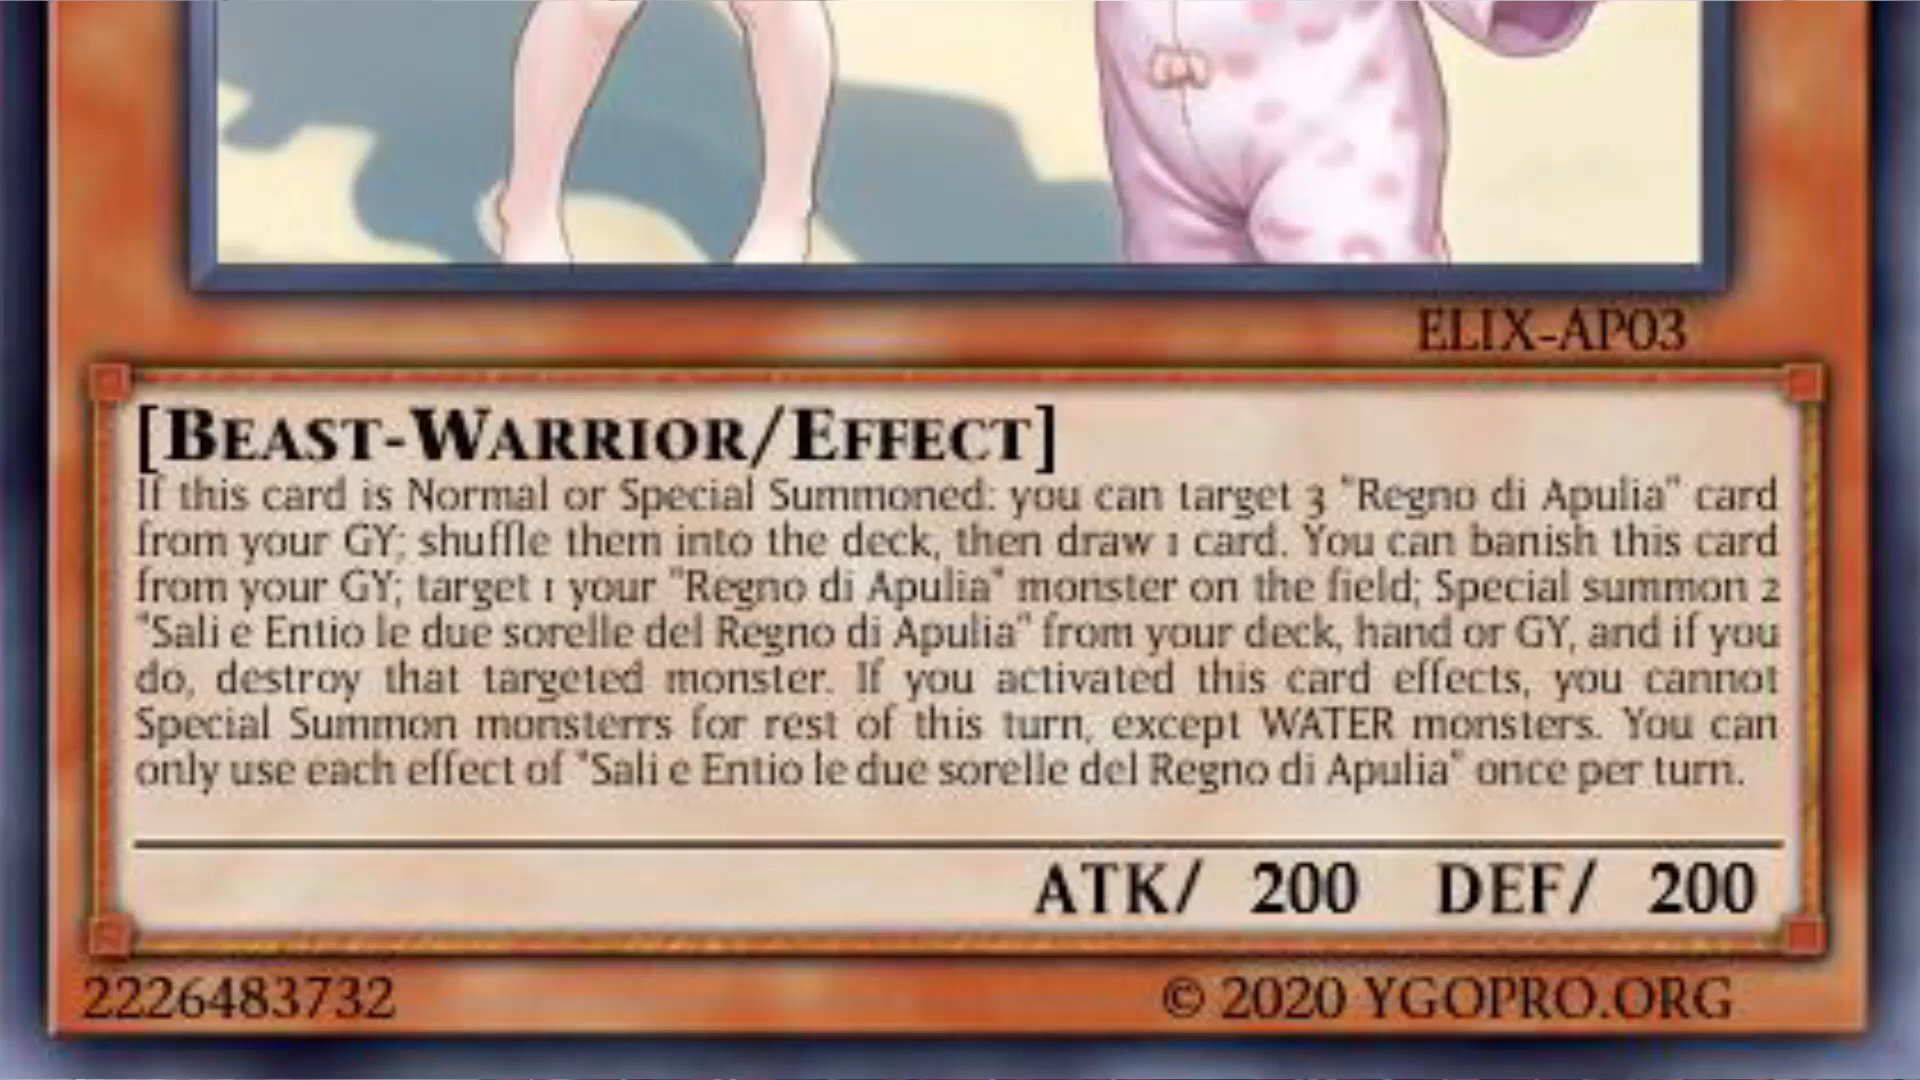 ELIX-AP03
[BEAST-WARRIOR/EFFECT]
If this card is Normal or Special Summoned: you can target 3 "Regno di Apulia" card
from your GY; shuffle them into the deck, then draw 1 card. You can banish this card
from your GY; target 1 your "Regno di Apulia" monster on the field; Special summon 2
"Sali e Entio le due sorelle del Regno di Apulia" from your deck, hand or GY, and if you
do, destroy that targeted monster. If you activated this card effects, you cannot
Special Summon monsterrs for rest of this turn, except WATER monsters. You can
only use each effect of "Sali e Entio le due sorelle del Regno di Apulia" once per turn.
ATK/ 200 DEF/ 200
2226483732 © 2020 YGOPRO.ORG